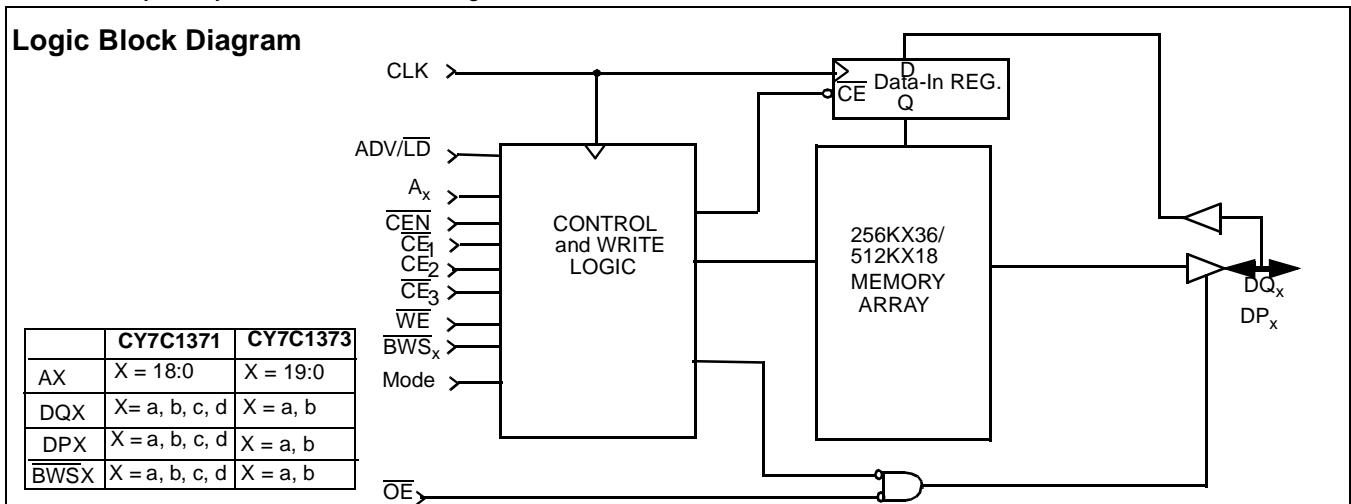 Logic Block Diagram
CLK
D
CE Data-In REG.
Q
ADV/LD
Ax
CEN
CE1
CE2
CE3
WE
BWSx
Mode
CONTROL
and WRITE
LOGIC
256KX36/
512KX18
MEMORY
ARRAY
DQx
DPx
CY7C1371 CY7C1373
AX X = 18:0 X = 19:0
DQX X= a, b, c, d X = a, b
DPX X = a, b, c, d X = a, b
BWSX X = a, b, c, d X = a, b
OE